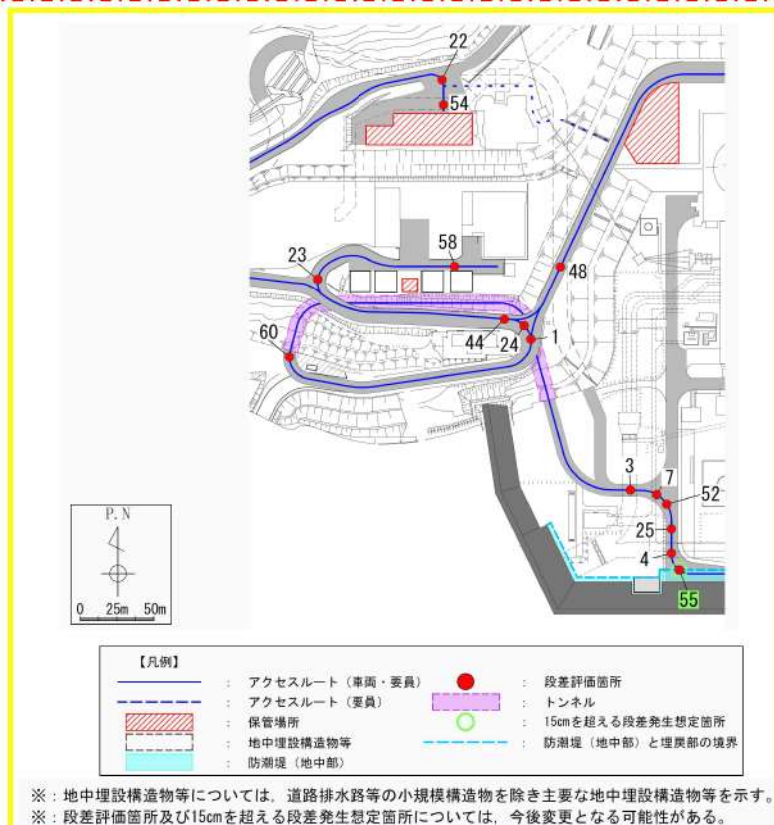 22
54
58
23
48
44
24
1
60
3
7
52
25
4
55
P.N
0 25m 50m
【凡例】
: アクセスルート（車両・要員）
: 段差評価箇所
: アクセスルート（要員）
: トンネル
: 保管場所
: 15cmを超える段差発生想定箇所
: 地中埋設構造物等
: 防潮堤（地中部）と埋戻部の境界
: 防潮堤（地中部）
※：地中埋設構造物等については，道路排水路等の小規模構造物を除き主要な地中埋設構造物等を示す。
※：段差評価箇所及び15cmを超える段差発生想定箇所については，今後変更となる可能性がある。